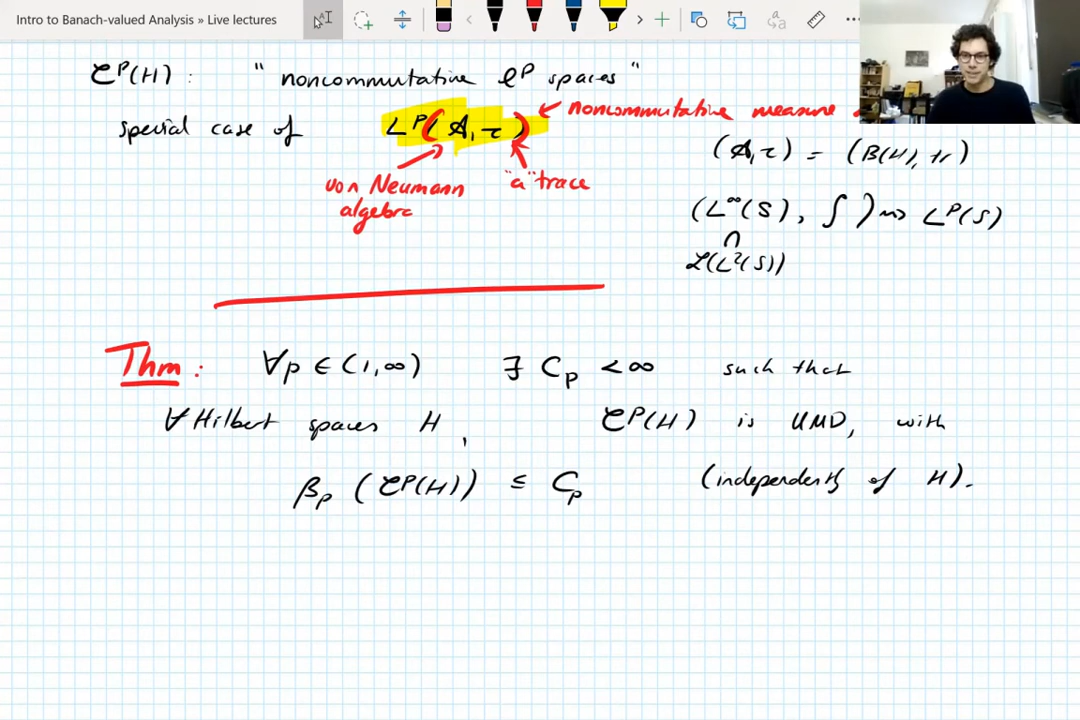 Intro to Banach-valued Analysis » Live lectures
𝒞ᵖ(H) : "noncommutative ℓᵖ spaces"
special case of Lᵖ(𝒜, τ) ← noncommutative measure
(𝒜, τ) = (B(H), tr)
von Neumann algebra
"a" trace
(L^∞(S), ∫) ⇝ Lᵖ(S)
∩
ℒ(L²(S))
Thm : ∀p ∈ (1,∞) ∃ Cₚ < ∞ such that
∀ Hilbert spaces H, 𝒞ᵖ(H) is UMD, with
βₚ (𝒞ᵖ(H)) ≤ Cₚ (independently of H).